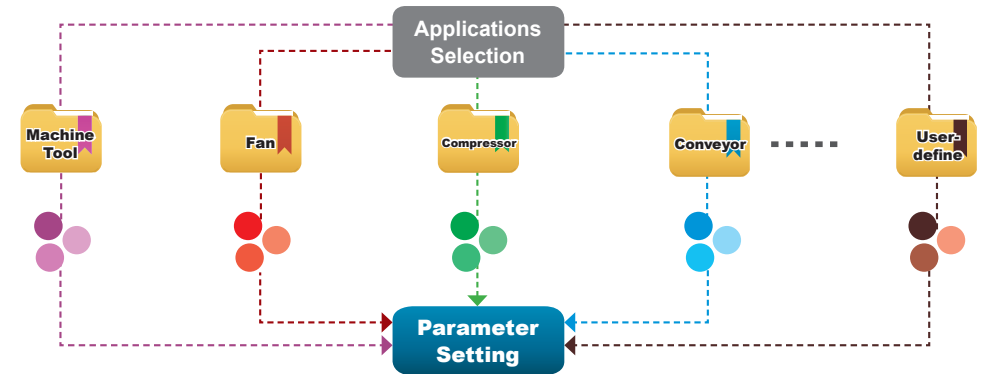 Applications
Selection
Machine
Tool
Fan
Compressor
Conveyor
User-
define
Parameter
Setting